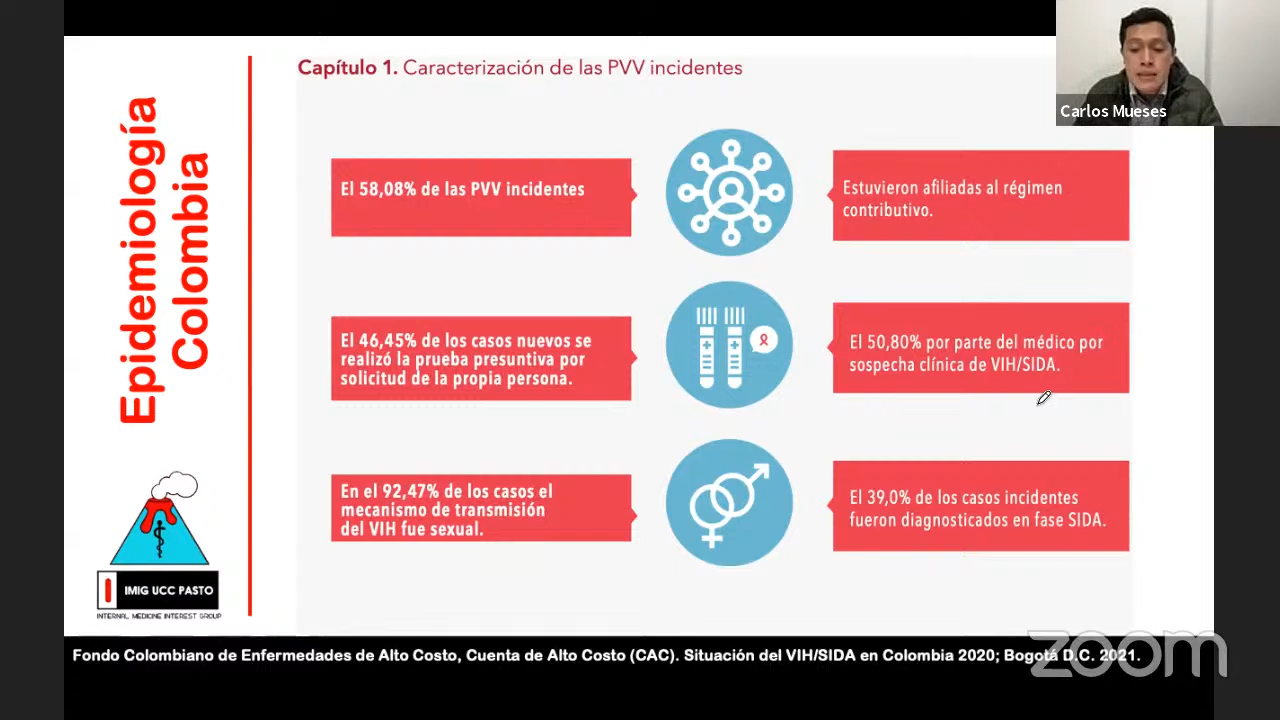 Capítulo 1. Caracterización de las PVV incidentes
Carlos Mueses
Epidemiología
Colombia
El 58,08% de las PVV incidentes
Estuvieron afiliadas al régimen
contributivo.
El 46,45% de los casos nuevos se
realizó la prueba presuntiva por
solicitud de la propia persona.
El 50,80% por parte del médico por
sospecha clínica de VIH/SIDA.
En el 92,47% de los casos el
mecanismo de transmisión
del VIH fue sexual.
El 39,0% de los casos incidentes
fueron diagnosticados en fase SIDA.
IMIG UCC PASTO
INTERNAL MEDICINE INTEREST GROUP
Fondo Colombiano de Enfermedades de Alto Costo, Cuenta de Alto Costo (CAC). Situación del VIH/SIDA en Colombia 2020; Bogotá D.C. 2021.
zoom